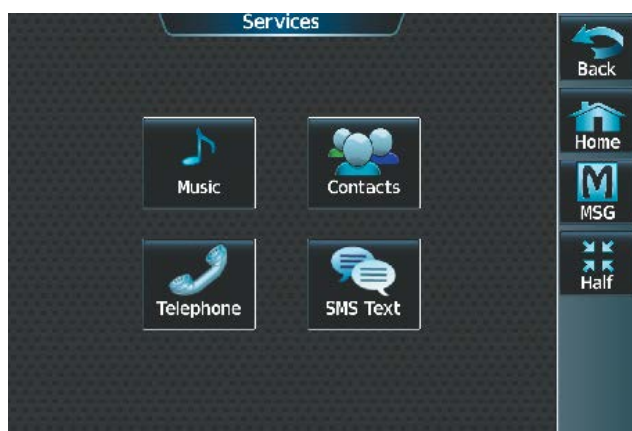 Services
Back
Music
Contacts
Home
M
MSG
Telephone
SMS Text
Half